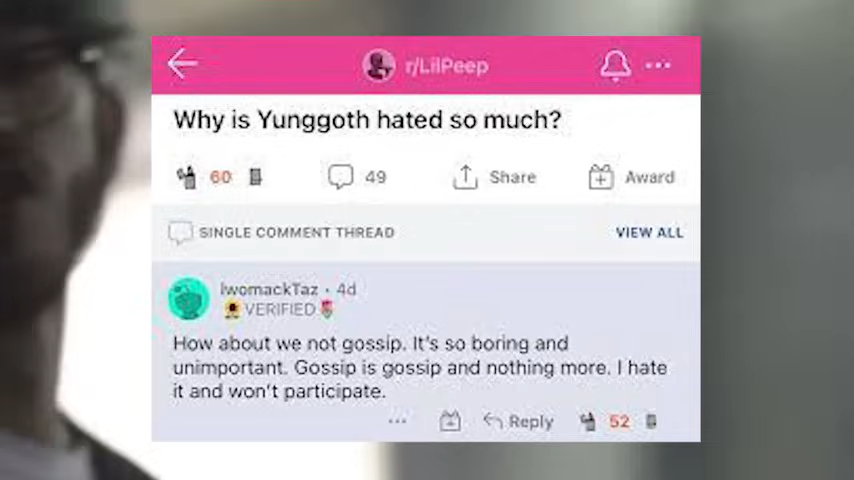 r/LilPeep
Why is Yunggoth hated so much?
60
49
Share
Award
SINGLE COMMENT THREAD
VIEW ALL
lwomackTaz • 4d
VERIFIED
How about we not gossip. It's so boring and
unimportant. Gossip is gossip and nothing more. I hate
it and won't participate.
Reply
52